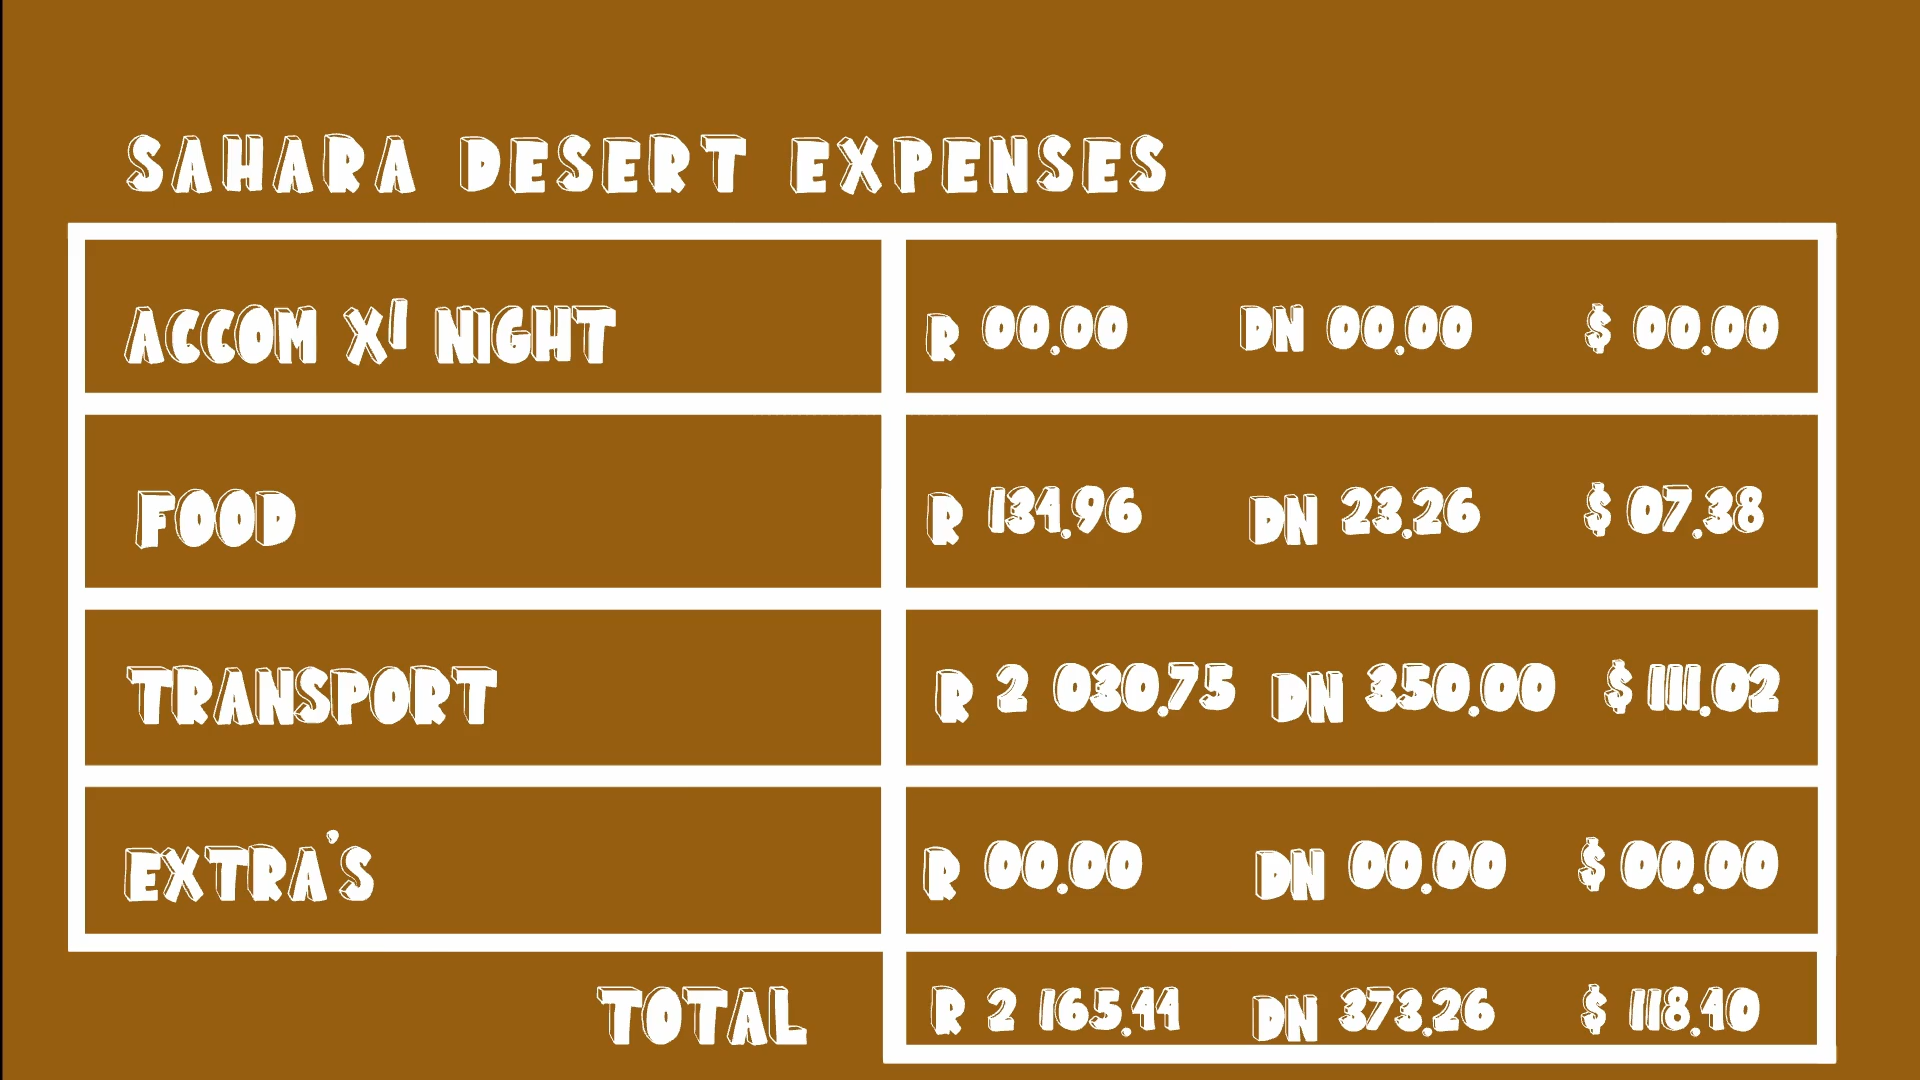 SAHARA DESERT EXPENSES
ACCOM X1 NIGHT R 00.00 DN 00.00 $ 00.00
FOOD R 134.96 DN 23.26 $ 07.38
TRANSPORT R 2 030.75 DN 350.00 $ 111.02
EXTRA'S R 00.00 DN 00.00 $ 00.00
TOTAL R 2 165.44 DN 373.26 $ 118.40